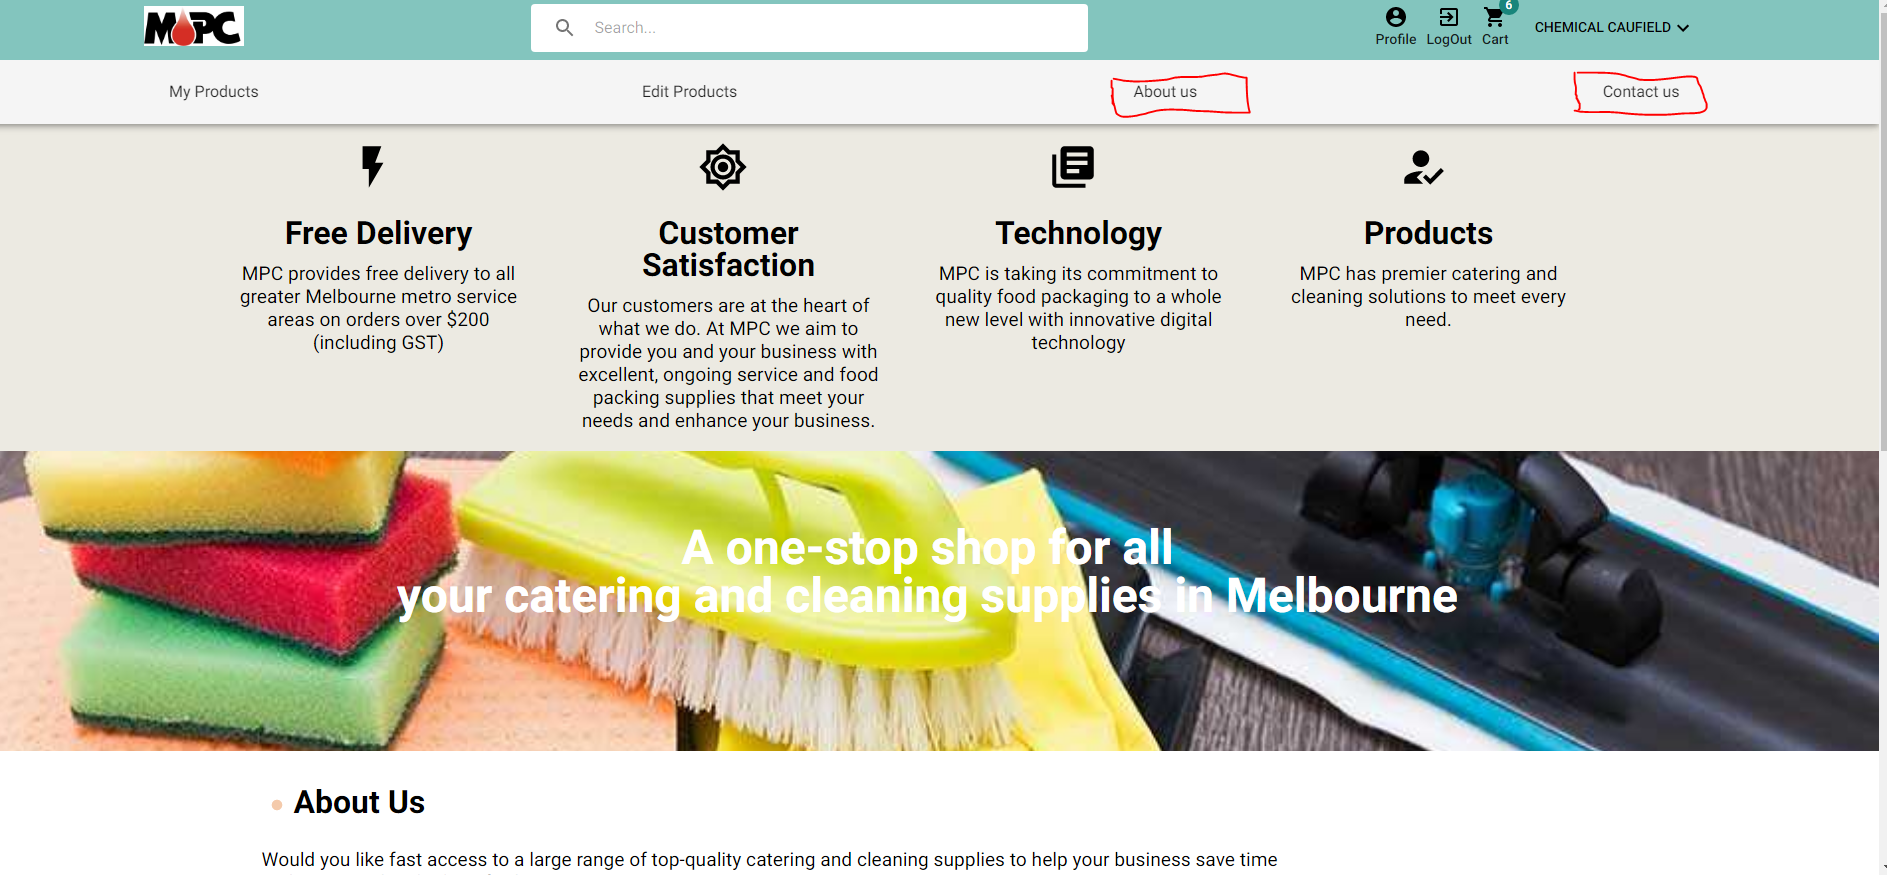 MPC
Search...
6
Profile
LogOut
Cart
CHEMICAL CAUFIELD
My Products
Edit Products
About us
Contact us
Free Delivery
MPC provides free delivery to all
greater Melbourne metro service
areas on orders over $200
(including GST)
Customer
Satisfaction
Our customers are at the heart of
what we do. At MPC we aim to
provide you and your business with
excellent, ongoing service and food
packing supplies that meet your
needs and enhance your business.
Technology
MPC is taking its commitment to
quality food packaging to a whole
new level with innovative digital
technology
Products
MPC has premier catering and
cleaning solutions to meet every
need.
A one-stop shop for all
your catering and cleaning supplies in Melbourne
About Us
Would you like fast access to a large range of top-quality catering and cleaning supplies to help your business save time